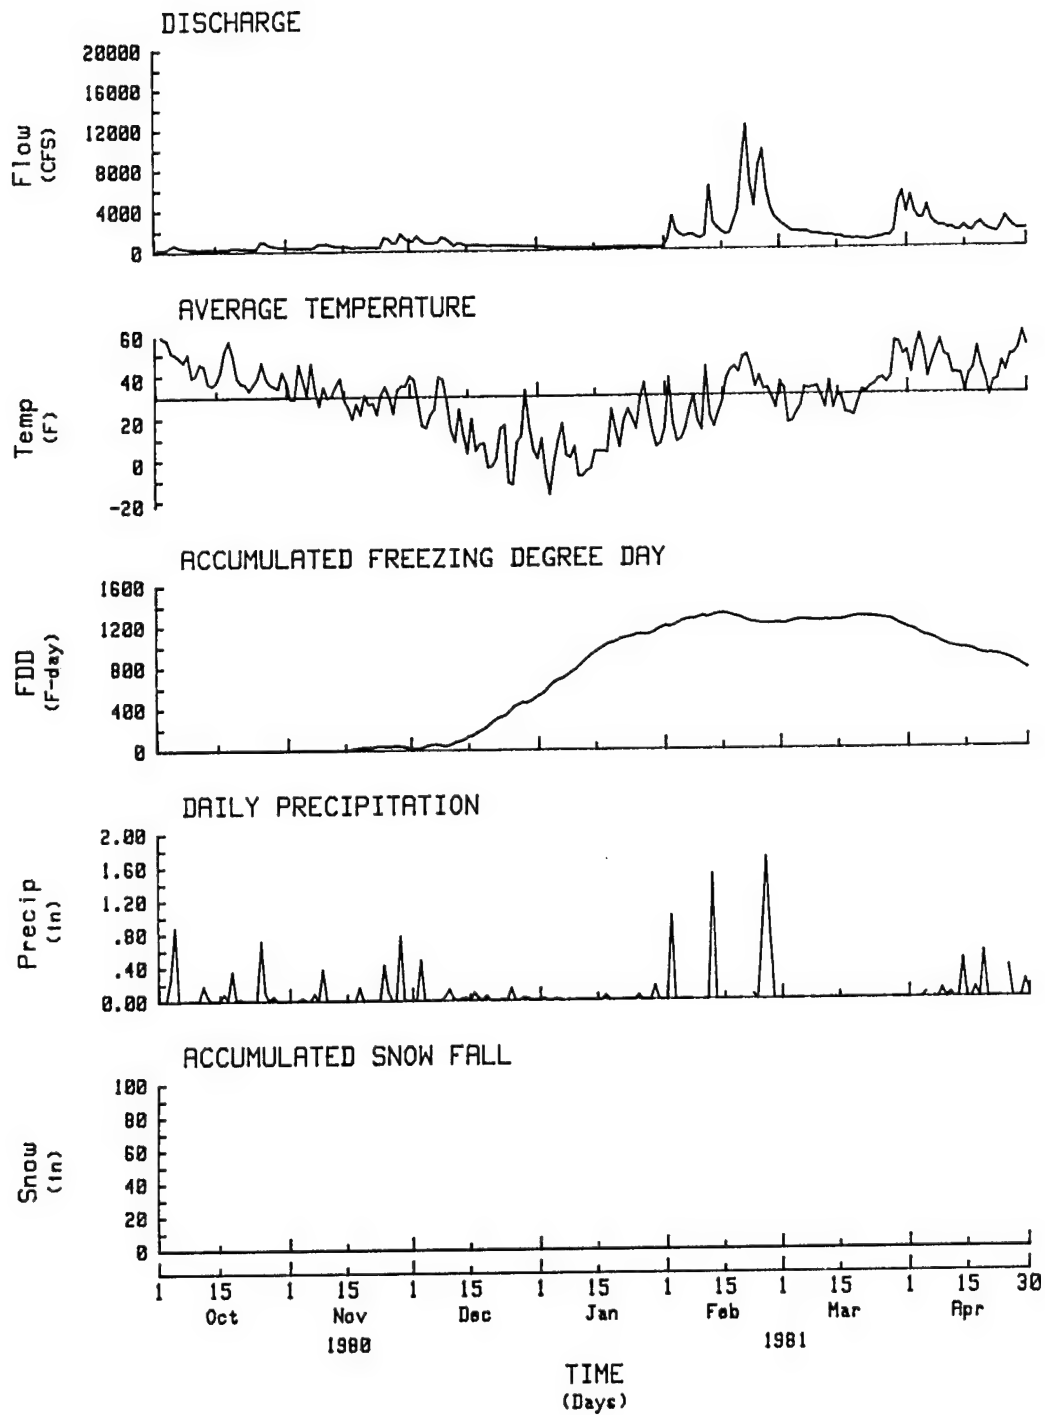 DISCHARGE
20000
16000
12000
8000
4000
0
Flow
(CFS)
AVERAGE TEMPERATURE
60
40
20
0
-20
Temp
(F)
ACCUMULATED FREEZING DEGREE DAY
1600
1200
800
400
0
FDD
(F-day)
DAILY PRECIPITATION
2.00
1.60
1.20
.80
.40
0.00
Precip
(in)
ACCUMULATED SNOW FALL
100
80
60
40
20
0
Snow
(in)
1 15 1 15 1 15 1 15 1 15 1 15 1 15 30
Oct Nov Dec Jan Feb Mar Apr
1980 1981
TIME
(Days)